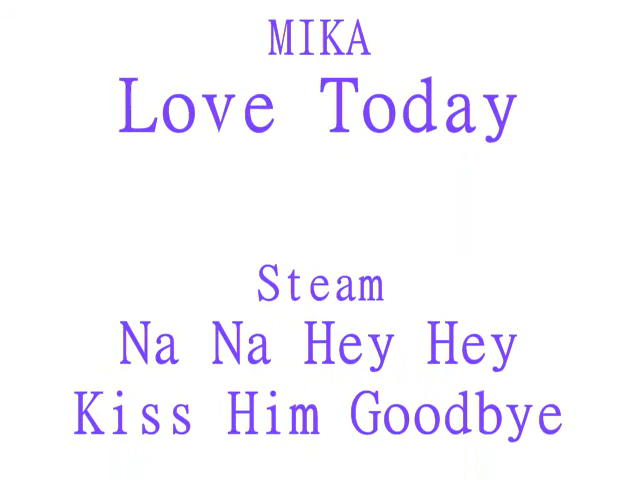 MIKA
Love Today
Steam
Na Na Hey Hey
Kiss Him Goodbye